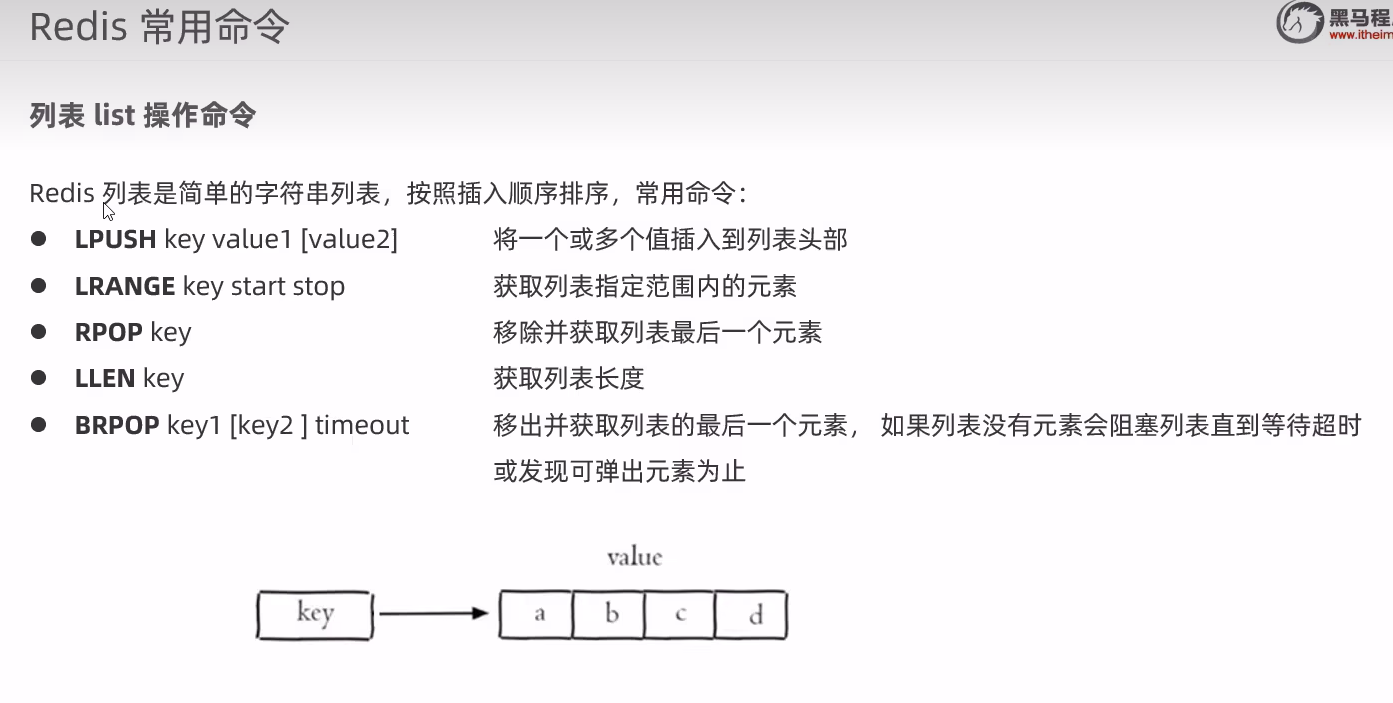 Redis 常用命令
黑马程
www.itheim
列表 list 操作命令
Redis 列表是简单的字符串列表，按照插入顺序排序，常用命令：
● LPUSH key value1 [value2] 将一个或多个值插入到列表头部
● LRANGE key start stop 获取列表指定范围内的元素
● RPOP key 移除并获取列表最后一个元素
● LLEN key 获取列表长度
● BRPOP key1 [key2 ] timeout 移出并获取列表的最后一个元素， 如果列表没有元素会阻塞列表直到等待超时
或发现可弹出元素为止
value
key a b c d